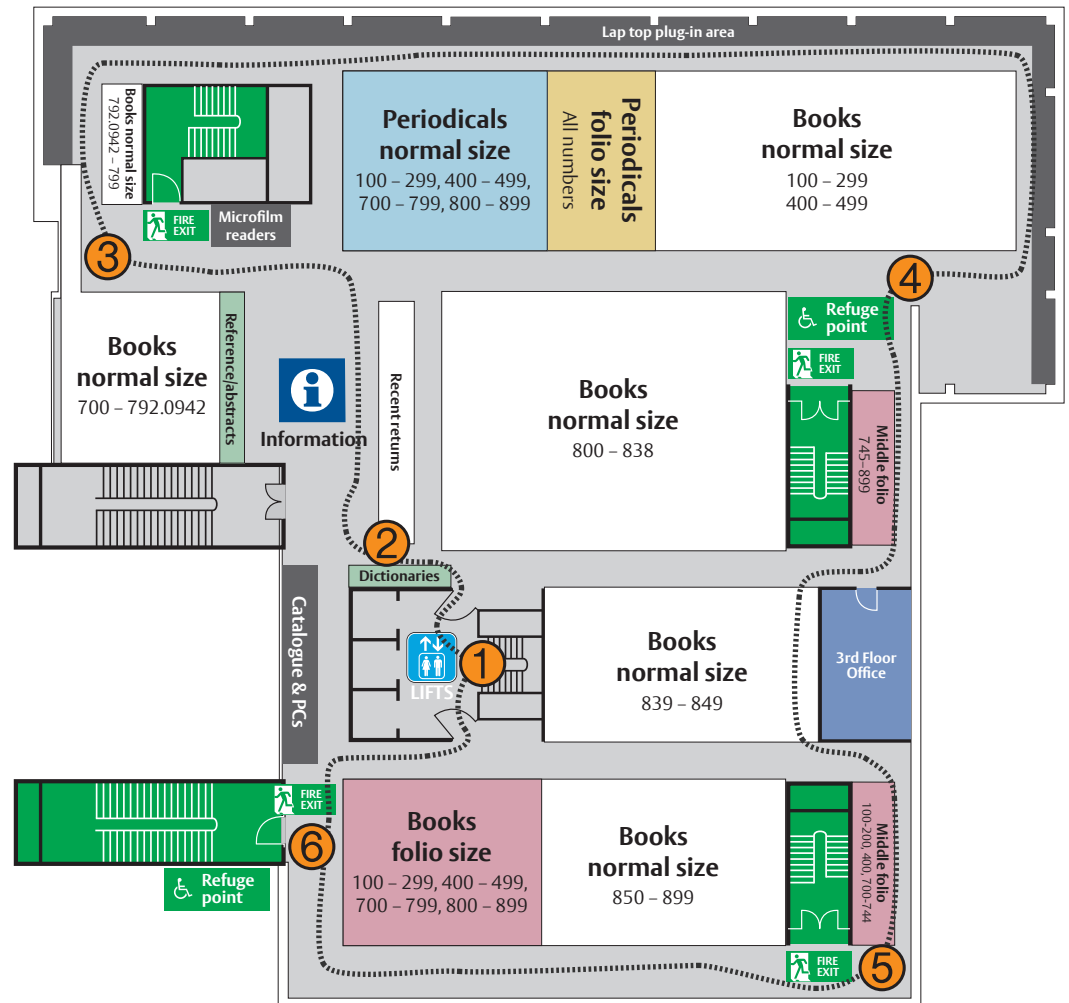 Lap top plug-in area
Books normal size
792.0942 – 799
FIRE
EXIT
Microfilm
readers
Periodicals
normal size
100 – 299, 400 – 499,
700 – 799, 800 – 899
Periodicals
folio size
All numbers
Books
normal size
100 – 299
400 – 499
3
4
Books
normal size
700 – 792.0942
Reference/abstracts
i
Information
Recent returns
Books
normal size
800 – 838
Refuge
point
FIRE
EXIT
Middle folio
745–899
2
Dictionaries
Catalogue & PCs
LIFTS
1
Books
normal size
839 – 849
3rd Floor
Office
FIRE
EXIT
6
Refuge
point
Books
folio size
100 – 299, 400 – 499,
700 – 799, 800 – 899
Books
normal size
850 – 899
Middle folio
100-200, 400, 700-744
FIRE
EXIT
5